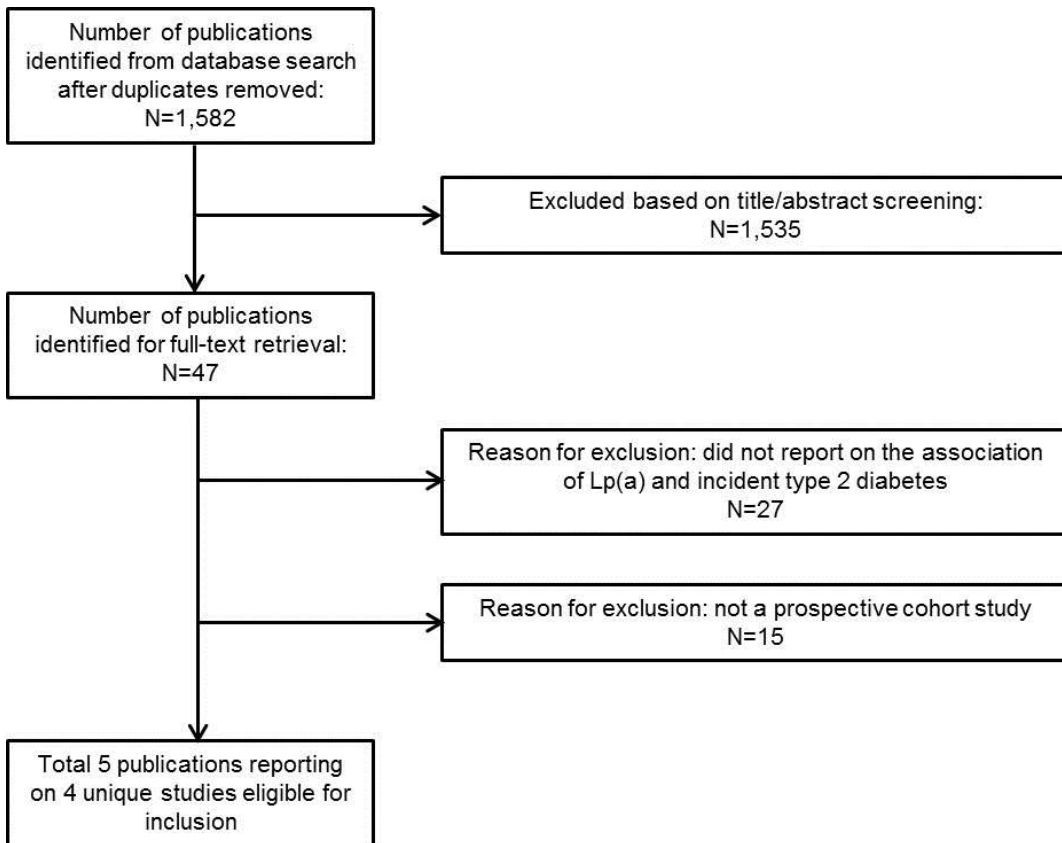 Number of publications
identified from database search
after duplicates removed:
N=1,582
Excluded based on title/abstract screening:
N=1,535
Number of publications
identified for full-text retrieval:
N=47
Reason for exclusion: did not report on the association
of Lp(a) and incident type 2 diabetes
N=27
Reason for exclusion: not a prospective cohort study
N=15
Total 5 publications reporting
on 4 unique studies eligible for
inclusion